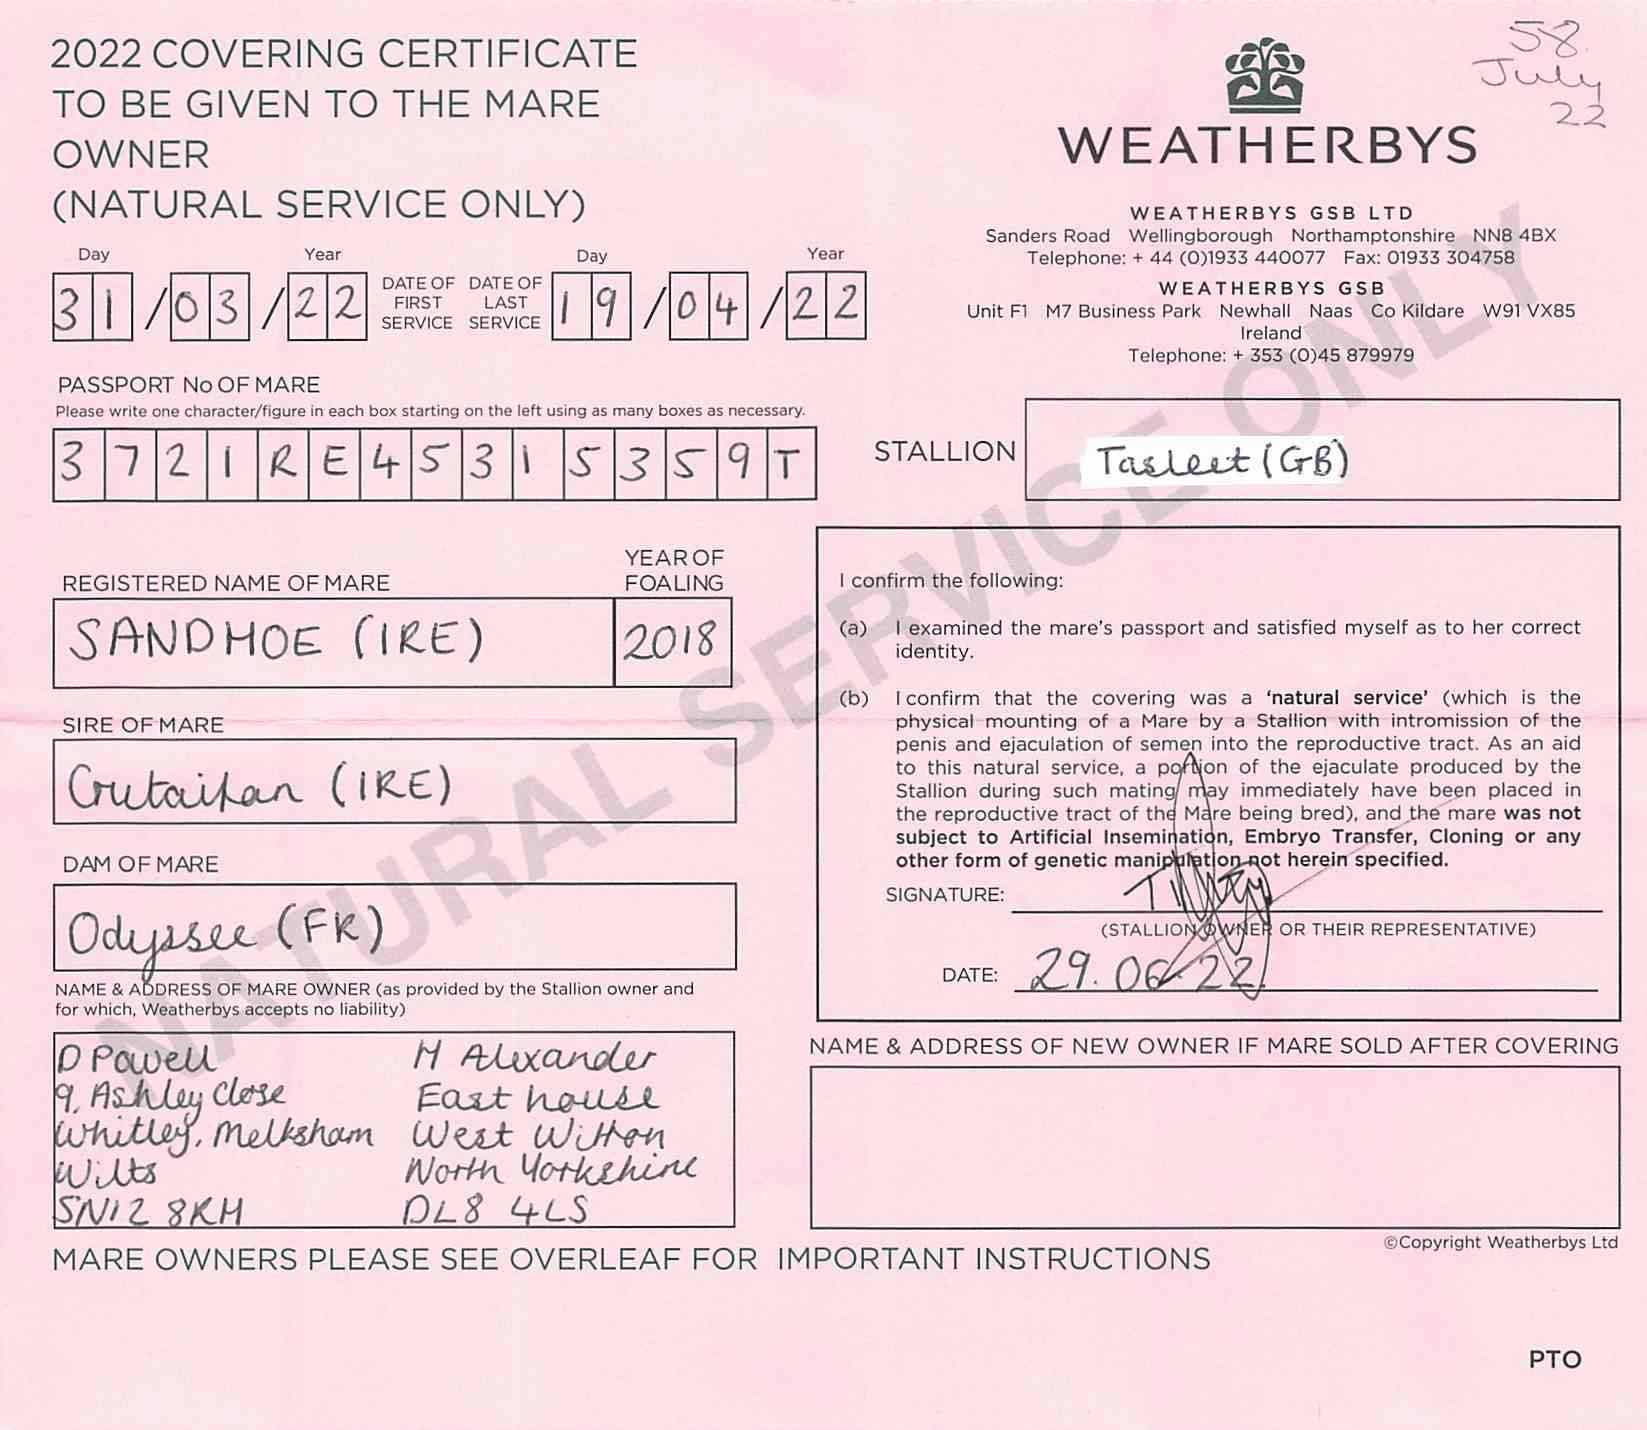 2022 COVERING CERTIFICATE
TO BE GIVEN TO THE MARE
OWNER
(NATURAL SERVICE ONLY)
58
July
22
WEATHERBYS
WEATHERBYS GSB LTD
Sanders Road Wellingborough Northamptonshire NN8 4BX
Telephone: + 44 (0)1933 440077 Fax: 01933 304758
WEATHERBYS GSB
Unit F1 M7 Business Park Newhall Naas Co Kildare W91 VX85
Ireland
Telephone: + 353 (0)45 879979
Day Year
31/03/22
DATE OF FIRST SERVICE
DATE OF LAST SERVICE
Day Year
19/04/22
PASSPORT No OF MARE
Please write one character/figure in each box starting on the left using as many boxes as necessary.
3721RE45315359T
STALLION
Tasleet (GB)
REGISTERED NAME OF MARE
SANDHOE (IRE)
YEAR OF
FOALING
2018
SIRE OF MARE
Gutaifan (IRE)
DAM OF MARE
Odyssee (FR)
NAME & ADDRESS OF MARE OWNER (as provided by the Stallion owner and
for which, Weatherbys accepts no liability)
D Powell
9, Ashley Close
Whitley, Melksham
Wilts
SN12 8RH
H Alexander
East house
West Witton
North Yorkshire
DL8 4LS
I confirm the following:
(a) I examined the mare's passport and satisfied myself as to her correct
identity.
(b) I confirm that the covering was a 'natural service' (which is the
physical mounting of a Mare by a Stallion with intromission of the
penis and ejaculation of semen into the reproductive tract. As an aid
to this natural service, a portion of the ejaculate produced by the
Stallion during such mating may immediately have been placed in
the reproductive tract of the Mare being bred), and the mare was not
subject to Artificial Insemination, Embryo Transfer, Cloning or any
other form of genetic manipulation not herein specified.
SIGNATURE:
(STALLION OWNER OR THEIR REPRESENTATIVE)
DATE: 29.06.22
NAME & ADDRESS OF NEW OWNER IF MARE SOLD AFTER COVERING
©Copyright Weatherbys Ltd
MARE OWNERS PLEASE SEE OVERLEAF FOR IMPORTANT INSTRUCTIONS
PTO
NATURAL SERVICE ONLY